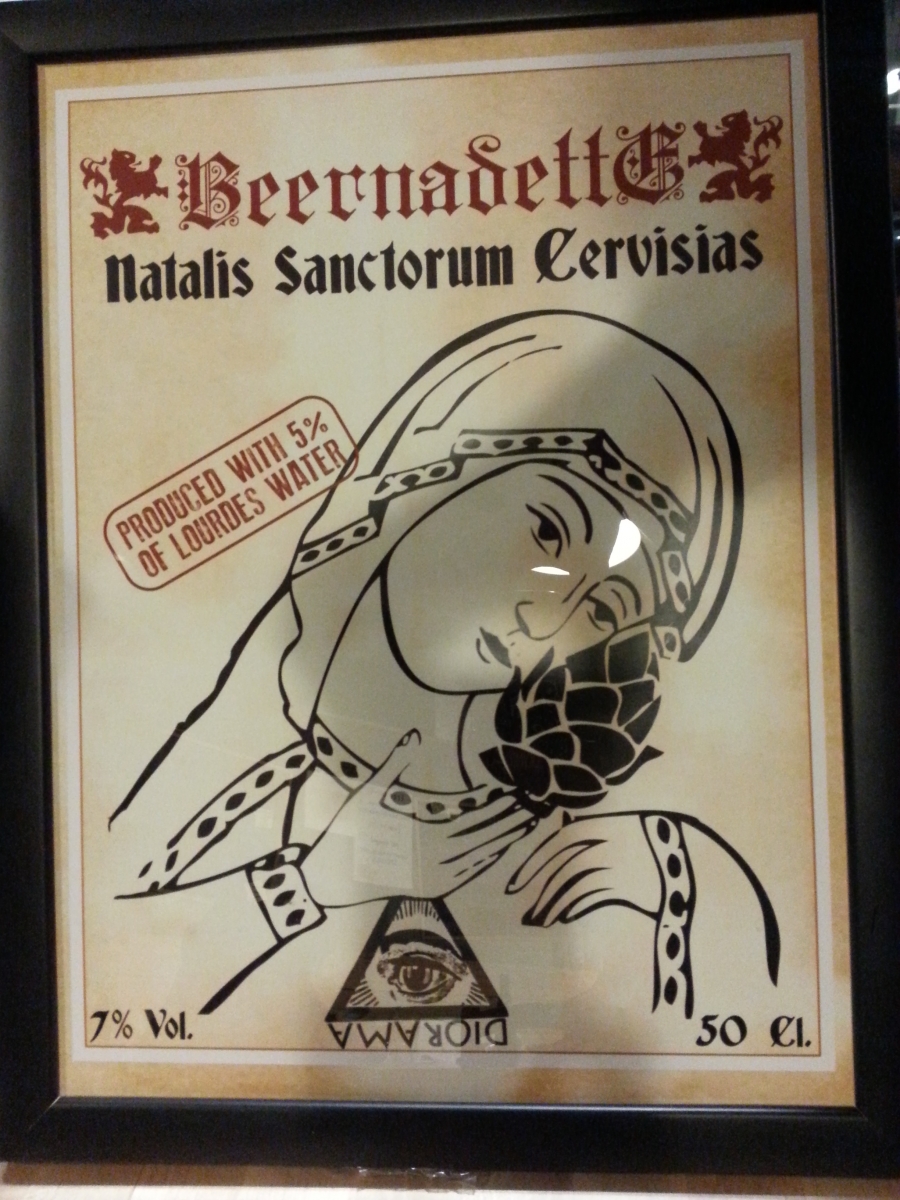 BeernadettE
Natalis Sanctorum Cervisias
PRODUCED WITH 5%
OF LOURDES WATER
7% Vol.
DIORAMA
50 Cl.